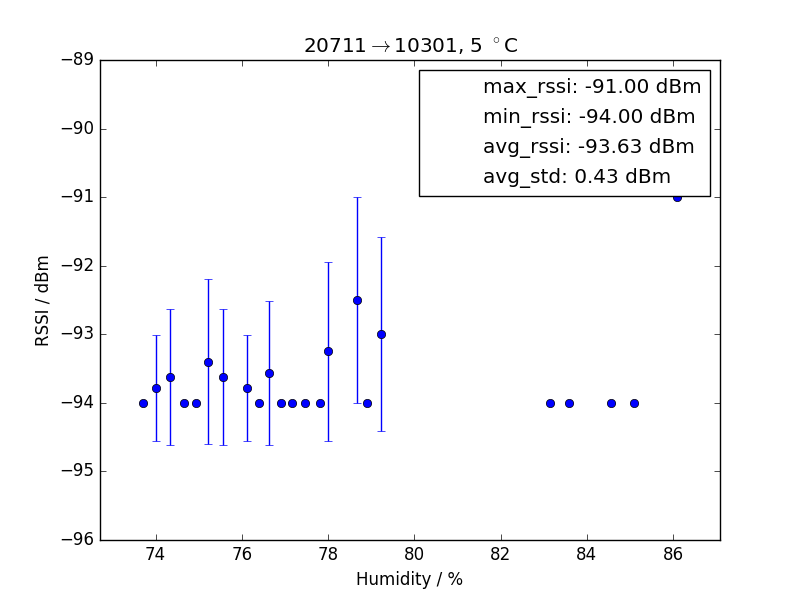 20711→10301, 5 °C
max_rssi: -91.00 dBm
min_rssi: -94.00 dBm
avg_rssi: -93.63 dBm
avg_std: 0.43 dBm
RSSI / dBm
−89
−90
−91
−92
−93
−94
−95
−96
74 76 78 80 82 84 86
Humidity / %